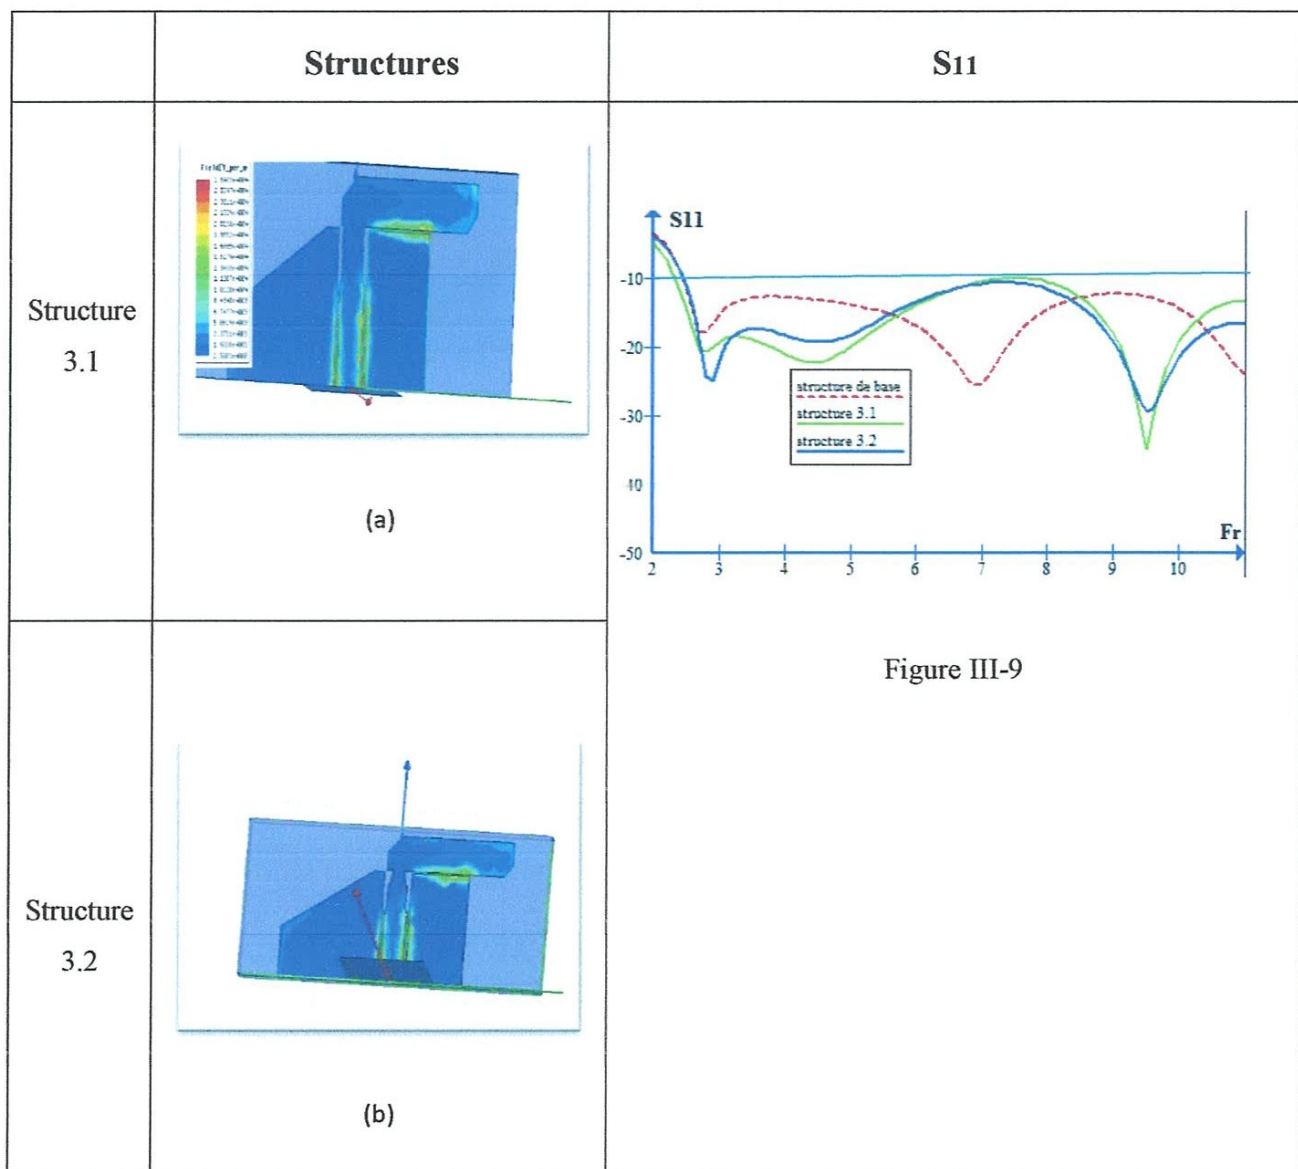 Structures
S11
Structure
3.1
(a)
S11
-10
-20
-30
40
-50
2
3
4
5
6
7
8
9
10
Fr
structure de base
structure 3.1
structure 3.2
Figure III-9
Structure
3.2
(b)